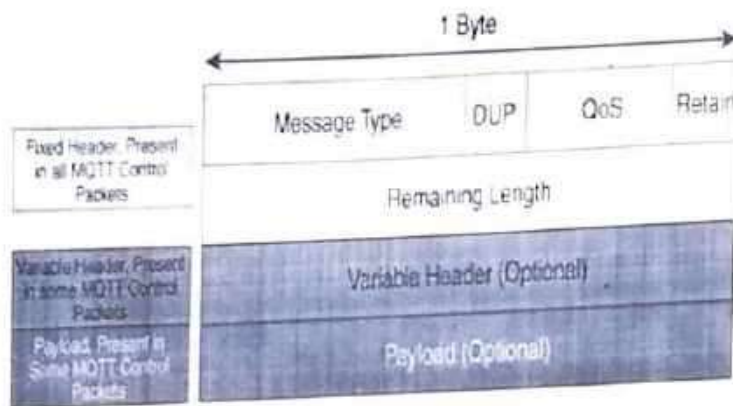 1 Byte
Message Type DUP QoS Retain
Fixed Header, Present
in all MQTT Control
Packets
Remaining Length
Variable Header, Present
in some MQTT Control
Packets
Variable Header (Optional)
Payload, Present in
Some MQTT Control
Packets
Payload (Optional)